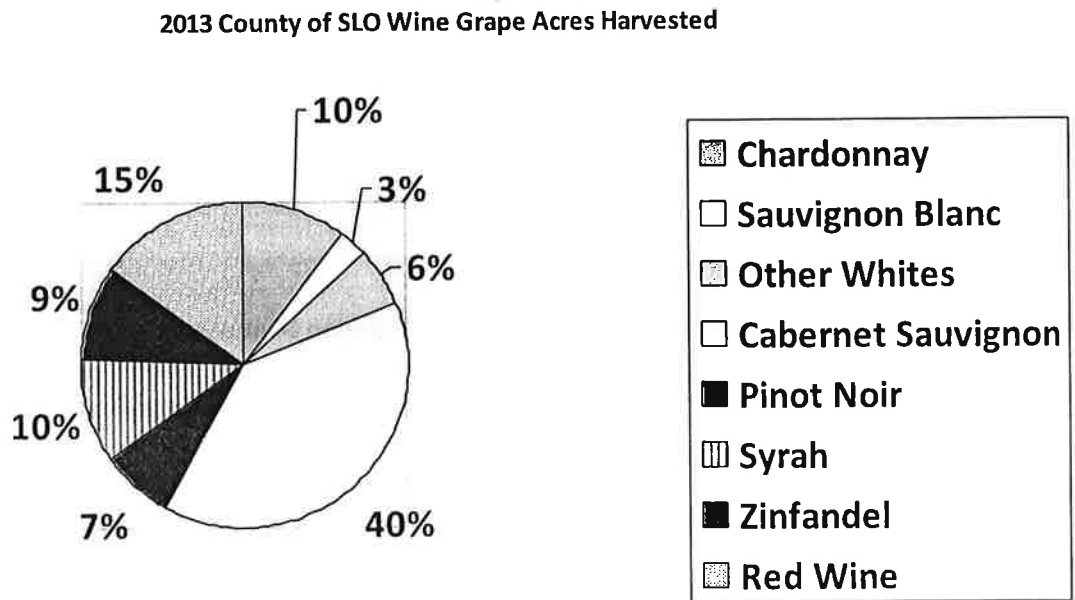 2013 County of SLO Wine Grape Acres Harvested
10%
3%
6%
40%
7%
10%
9%
15%
Chardonnay
Sauvignon Blanc
Other Whites
Cabernet Sauvignon
Pinot Noir
Syrah
Zinfandel
Red Wine